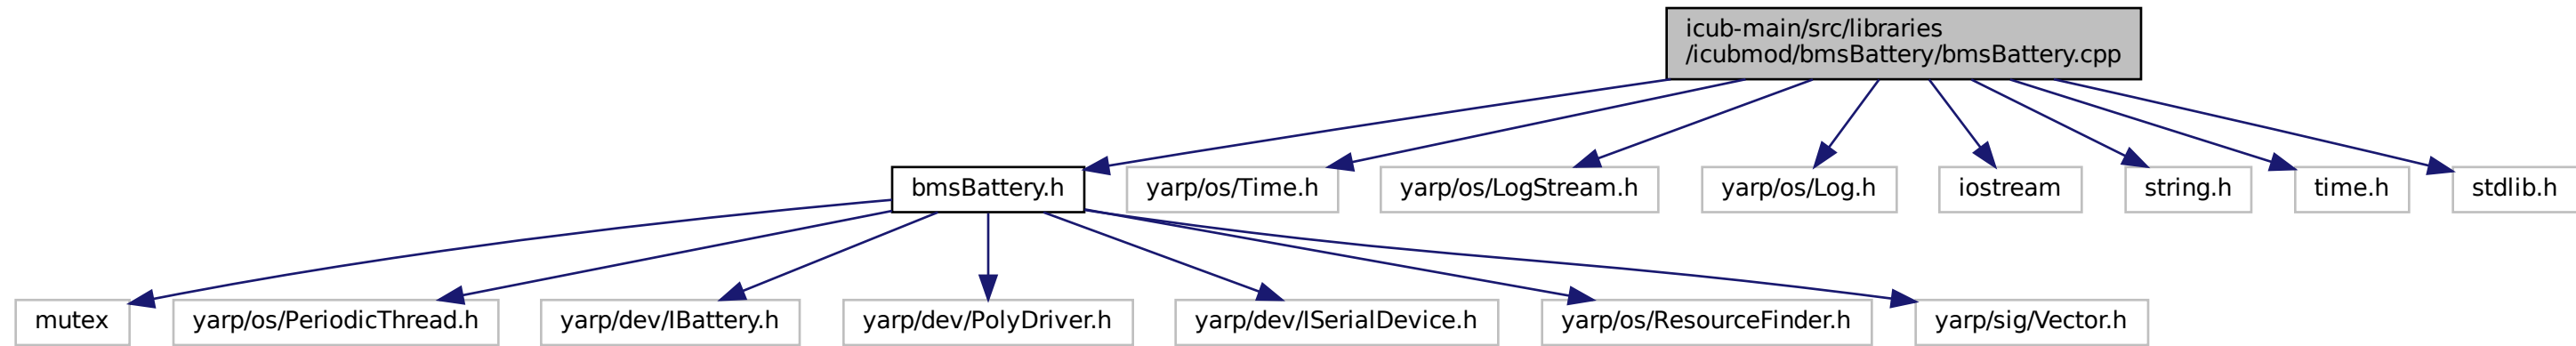 icub-main/src/libraries
/icubmod/bmsBattery/bmsBattery.cpp
bmsBattery.h
yarp/os/Time.h
yarp/os/LogStream.h
yarp/os/Log.h
iostream
string.h
time.h
stdlib.h
mutex
yarp/os/PeriodicThread.h
yarp/dev/IBattery.h
yarp/dev/PolyDriver.h
yarp/dev/ISerialDevice.h
yarp/os/ResourceFinder.h
yarp/sig/Vector.h